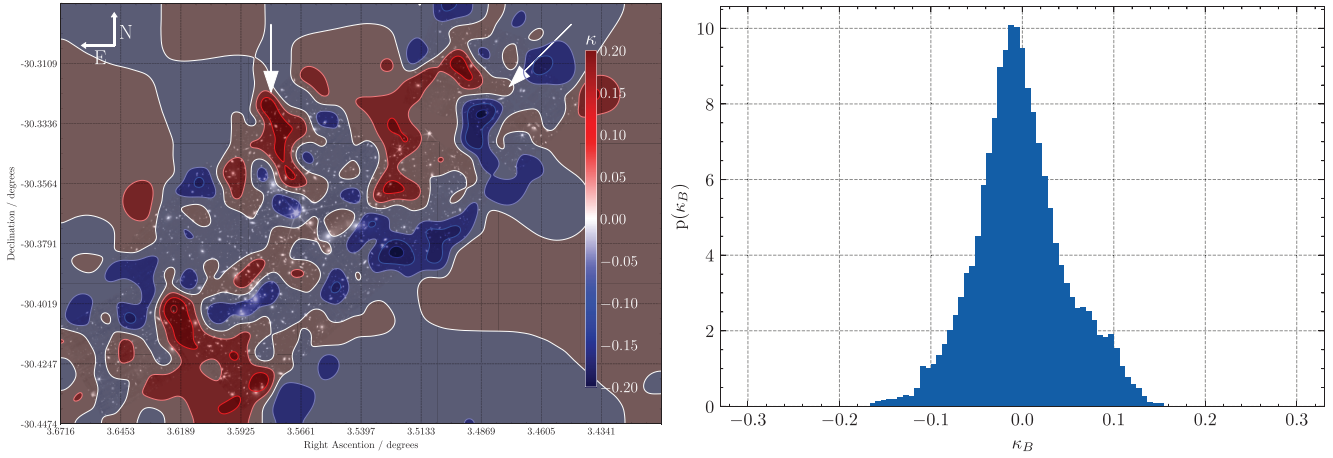 N
E
κ
0.20
0.15
0.10
0.05
0.00
−0.05
−0.10
−0.15
−0.20
-30.3109
-30.3336
-30.3564
-30.3791
-30.4019
-30.4247
-30.4474
Declination / degrees
3.6716 3.6453 3.6189 3.5925 3.5661 3.5397 3.5133 3.4869 3.4605 3.4341
Right Ascention / degrees
10
8
6
4
2
0
p(κ_B)
−0.3 −0.2 −0.1 0.0 0.1 0.2 0.3
κ_B